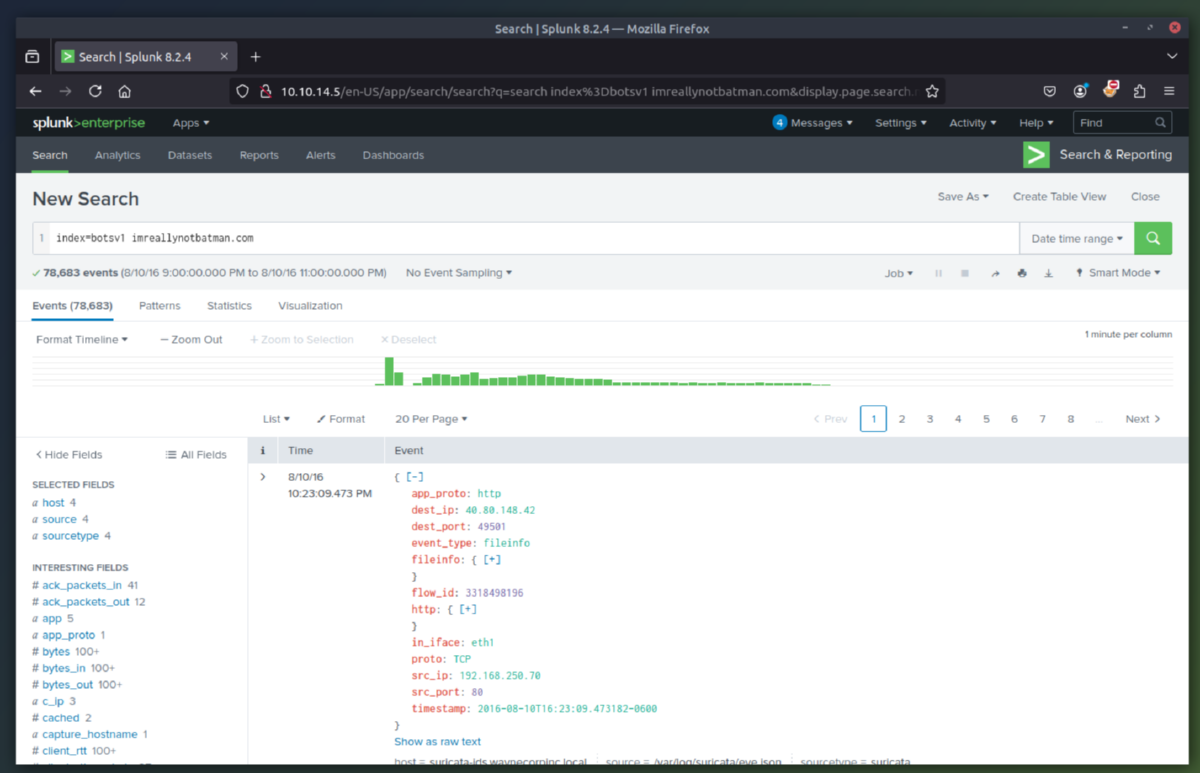 Search | Splunk 8.2.4 — Mozilla Firefox
Search | Splunk 8.2.4
10.10.14.5/en-US/app/search/search?q=search index%3Dbotsv1 imreallynotbatman.com&display.page.search.
splunk>enterprise Apps 4 Messages Settings Activity Help Find
Search Analytics Datasets Reports Alerts Dashboards Search & Reporting
New Search Save As Create Table View Close
1 index=botsv1 imreallynotbatman.com Date time range
✓ 78,683 events (8/10/16 9:00:00.000 PM to 8/10/16 11:00:00.000 PM) No Event Sampling Job Smart Mode
Events (78,683) Patterns Statistics Visualization
Format Timeline — Zoom Out + Zoom to Selection × Deselect 1 minute per column
List Format 20 Per Page < Prev 1 2 3 4 5 6 7 8 ... Next >
< Hide Fields All Fields
SELECTED FIELDS
a host 4
a source 4
a sourcetype 4
INTERESTING FIELDS
# ack_packets_in 41
# ack_packets_out 12
a app 5
a app_proto 1
# bytes 100+
# bytes_in 100+
# bytes_out 100+
a c_ip 3
# cached 2
a capture_hostname 1
# client_rtt 100+
i Time Event
> 8/10/16
10:23:09.473 PM
{ [-]
app_proto: http
dest_ip: 40.80.148.42
dest_port: 49501
event_type: fileinfo
fileinfo: { [+]
}
flow_id: 3318498196
http: { [+]
}
in_iface: eth1
proto: TCP
src_ip: 192.168.250.70
src_port: 80
timestamp: 2016-08-10T16:23:09.473182-0600
}
Show as raw text
host = suricata-ids.waynecorpinc.local source = /var/log/suricata/eve.json sourcetype = suricata